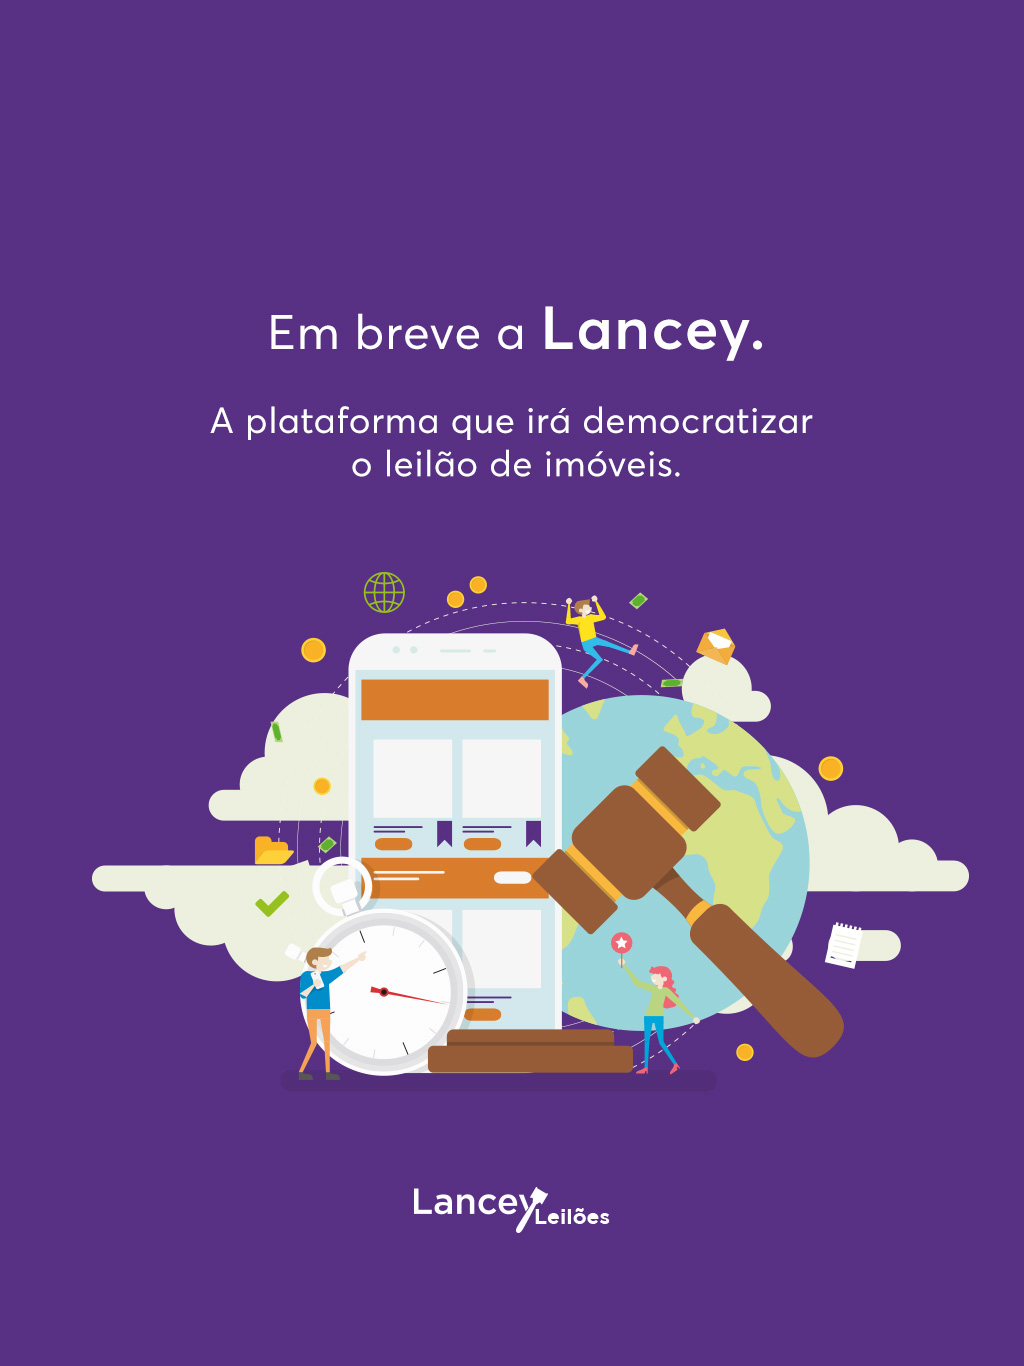 Em breve a Lancey.
A plataforma que irá democratizar
o leilão de imóveis.
Lancey
Leilões